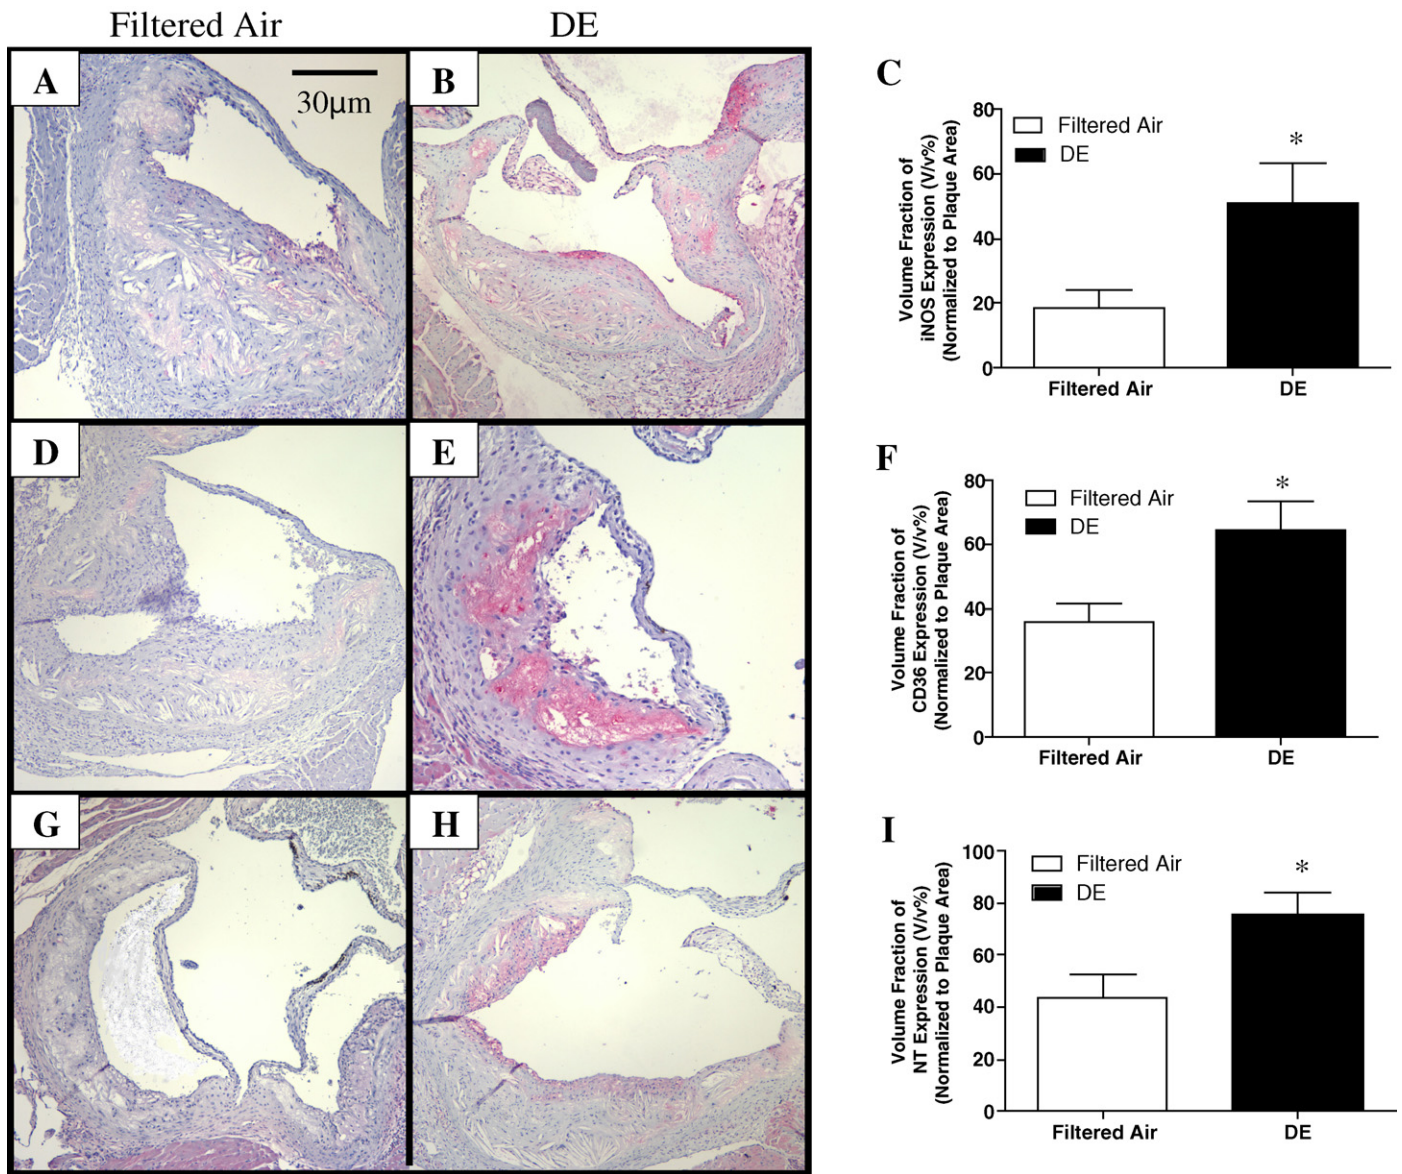 Filtered Air
DE
A
30µm
B
C
80
60
40
20
0
Volume Fraction of
iNOS Expression (V/v%)
(Normalized to Plaque Area)
Filtered Air
DE
*
Filtered Air
DE
D
E
F
80
60
40
20
0
Volume Fraction of
CD36 Expression (V/v%)
(Normalized to Plaque Area)
Filtered Air
DE
*
Filtered Air
DE
G
H
I
100
80
60
40
20
0
Volume Fraction of
NT Expression (V/v%)
(Normalized to Plaque Area)
Filtered Air
DE
*
Filtered Air
DE